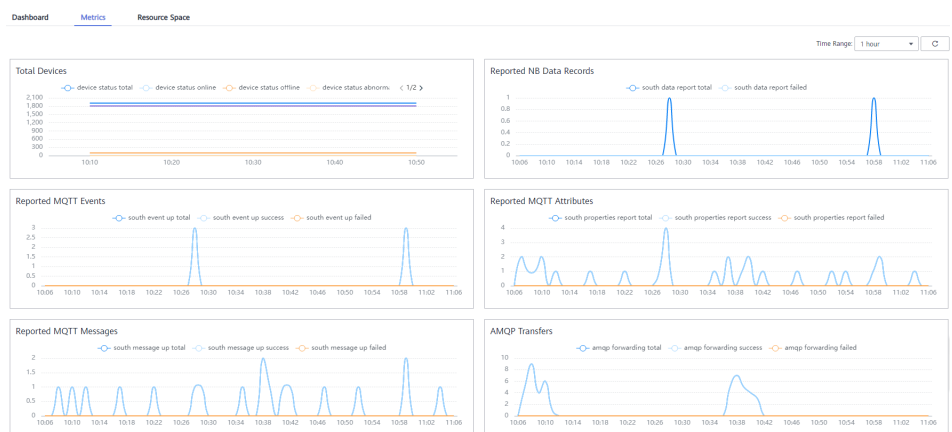 Dashboard Metrics Resource Space
Time Range: 1 hour
Total Devices
device status total device status online device status offline device status abnorm 1/2
2,100
1,800
1,500
1,200
900
600
300
0
10:10 10:20 10:30 10:40 10:50
Reported NB Data Records
south data report total south data report failed
1
0.8
0.6
0.4
0.2
0
10:06 10:10 10:14 10:18 10:22 10:26 10:30 10:34 10:38 10:42 10:46 10:50 10:54 10:58 11:02 11:06
Reported MQTT Events
south event up total south event up success south event up failed
3
2.5
2
1.5
1
0.5
0
10:06 10:10 10:14 10:18 10:22 10:26 10:30 10:34 10:38 10:42 10:46 10:50 10:54 10:58 11:02 11:06
Reported MQTT Attributes
south properties report total south properties report success south properties report failed
4
3
2
1
0
10:06 10:10 10:14 10:18 10:22 10:26 10:30 10:34 10:38 10:42 10:46 10:50 10:54 10:58 11:02 11:06
Reported MQTT Messages
south message up total south message up success south message up failed
2
1.5
1
0.5
0
10:06 10:10 10:14 10:18 10:22 10:26 10:30 10:34 10:38 10:42 10:46 10:50 10:54 10:58 11:02 11:06
AMQP Transfers
amqp forwarding total amqp forwarding success amqp forwarding failed
10
8
6
4
2
0
10:06 10:10 10:14 10:18 10:22 10:26 10:30 10:34 10:38 10:42 10:46 10:50 10:54 10:58 11:02 11:06